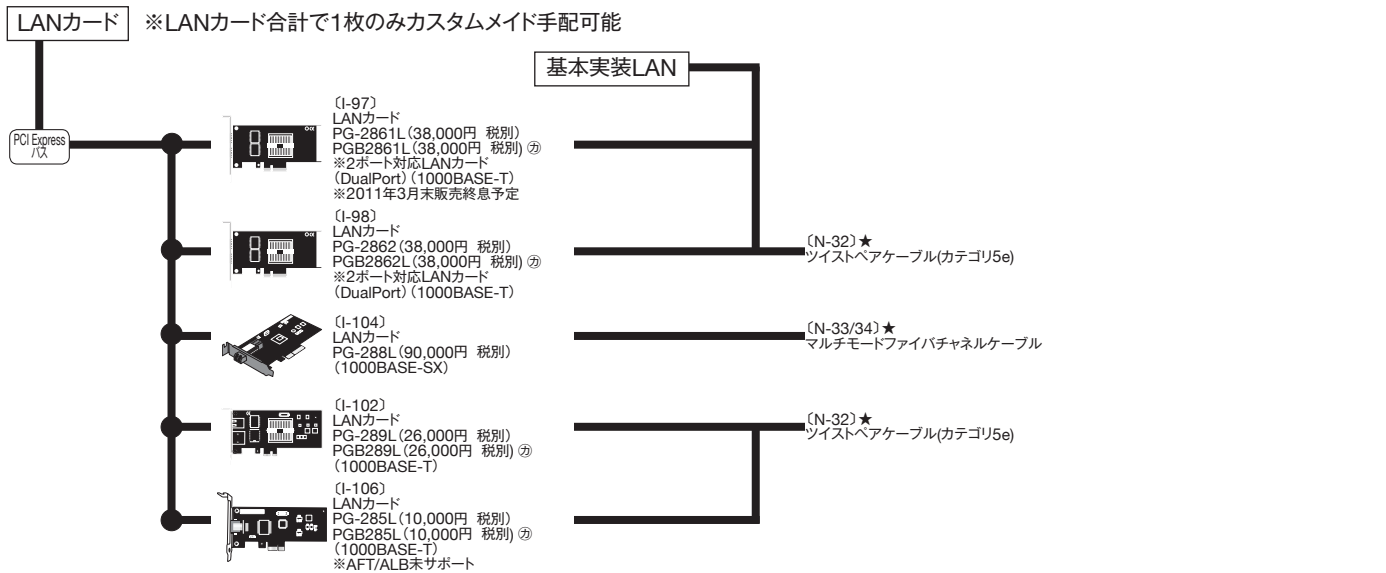 LANカード ※LANカード合計で1枚のみカスタムメイド手配可能
基本実装LAN
PCI Express
バス
〔I-97〕
LANカード
PG-2861L(38,000円 税別)
PGB2861L(38,000円 税別) ㋕
※2ポート対応LANカード
(DualPort) (1000BASE-T)
※2011年3月末販売終息予定
〔I-98〕
LANカード
PG-2862(38,000円 税別)
PGB2862L(38,000円 税別) ㋕
※2ポート対応LANカード
(DualPort) (1000BASE-T)
〔N-32〕★
ツイストペアケーブル(カテゴリ5e)
〔I-104〕
LANカード
PG-288L(90,000円 税別)
(1000BASE-SX)
〔N-33/34〕★
マルチモードファイバチャネルケーブル
〔I-102〕
LANカード
PG-289L(26,000円 税別)
PGB289L(26,000円 税別) ㋕
(1000BASE-T)
〔N-32〕★
ツイストペアケーブル(カテゴリ5e)
〔I-106〕
LANカード
PG-285L(10,000円 税別)
PGB285L(10,000円 税別) ㋕
(1000BASE-T)
※AFT/ALB未サポート